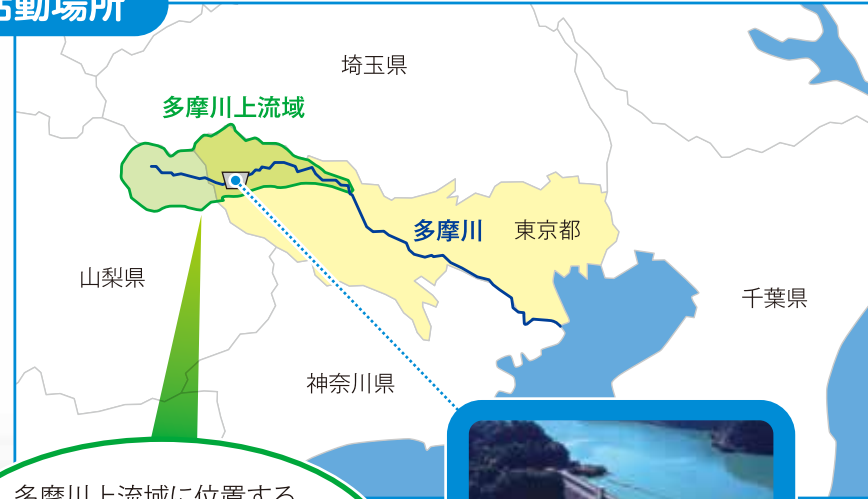 活動場所
埼玉県
多摩川上流域
多摩川
東京都
山梨県
千葉県
神奈川県
多摩川上流域に位置する